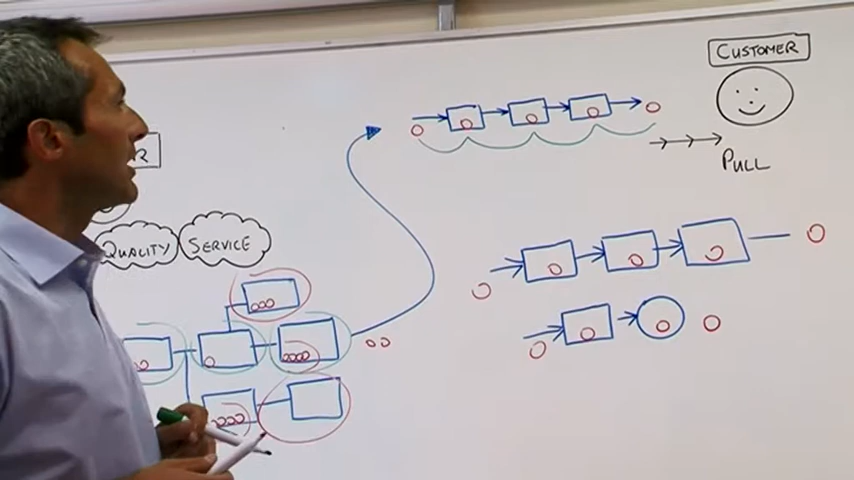 CUSTOMER
PULL
R
QUALITY
SERVICE